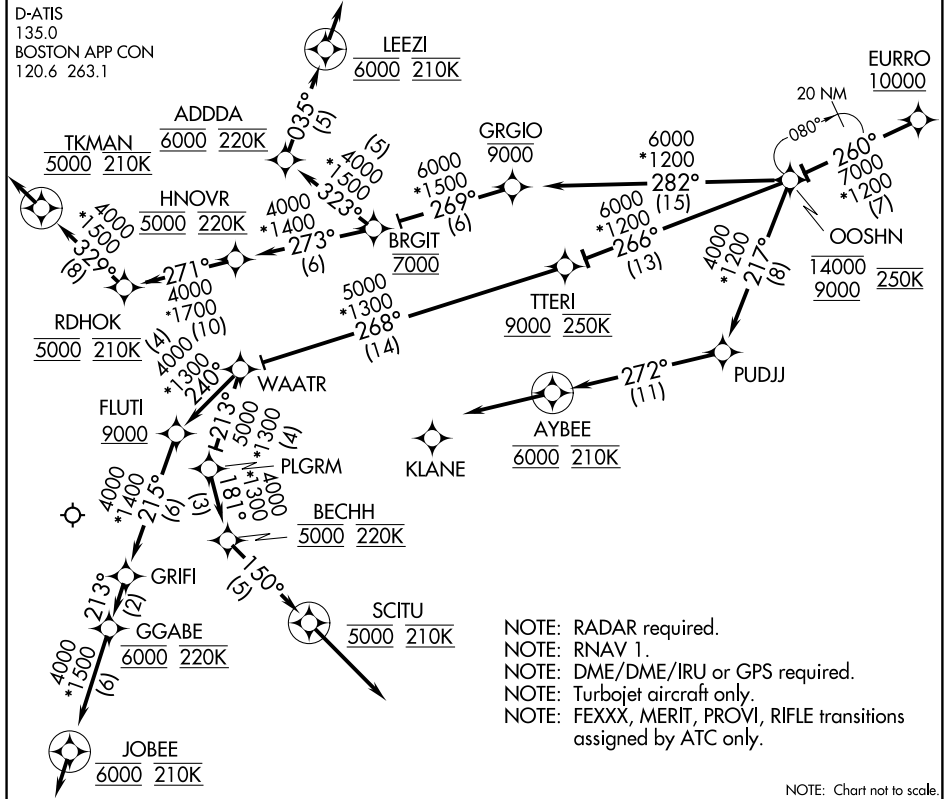 D-ATIS
135.0
BOSTON APP CON
120.6 263.1
LEEZI
6000 210K
EURRO
10000
20 NM
080°
ADDDA
6000 220K
035°
(5)
TKMAN
5000 210K
GRGIO
9000
6000
*1200
282°
(15)
260°
7000
*1200
(7)
HNOVR
5000 220K
(5)
4000
*1500
323°
6000
*1500
269°
(6)
4000
*1500
329°
(8)
4000
*1400
273°
(6)
BRGIT
7000
6000
*1200
266°
(13)
OOSHN
14000
9000 250K
271°
4000
*1700
(10)
4000
*1200
217°
(8)
RDHOK
5000 210K
5000
*1300
268°
(14)
TTERI
9000 250K
(4)
4000
*1300
240°
WAATR
272°
(11)
PUDJJ
FLUTI
9000
213°
5000
*1300
(4)
AYBEE
6000 210K
KLANE
PLGRM
4000
*1400
215°
(6)
(3)
181°
4000
*1300
BECHH
5000 220K
150°
(5)
GRIFI
213°
(2)
GGABE
6000 220K
SCITU
5000 210K
4000
*1500
(6)
JOBEE
6000 210K
NOTE: RADAR required.
NOTE: RNAV 1.
NOTE: DME/DME/IRU or GPS required.
NOTE: Turbojet aircraft only.
NOTE: FEXXX, MERIT, PROVI, RIFLE transitions
assigned by ATC only.
NOTE: Chart not to scale.